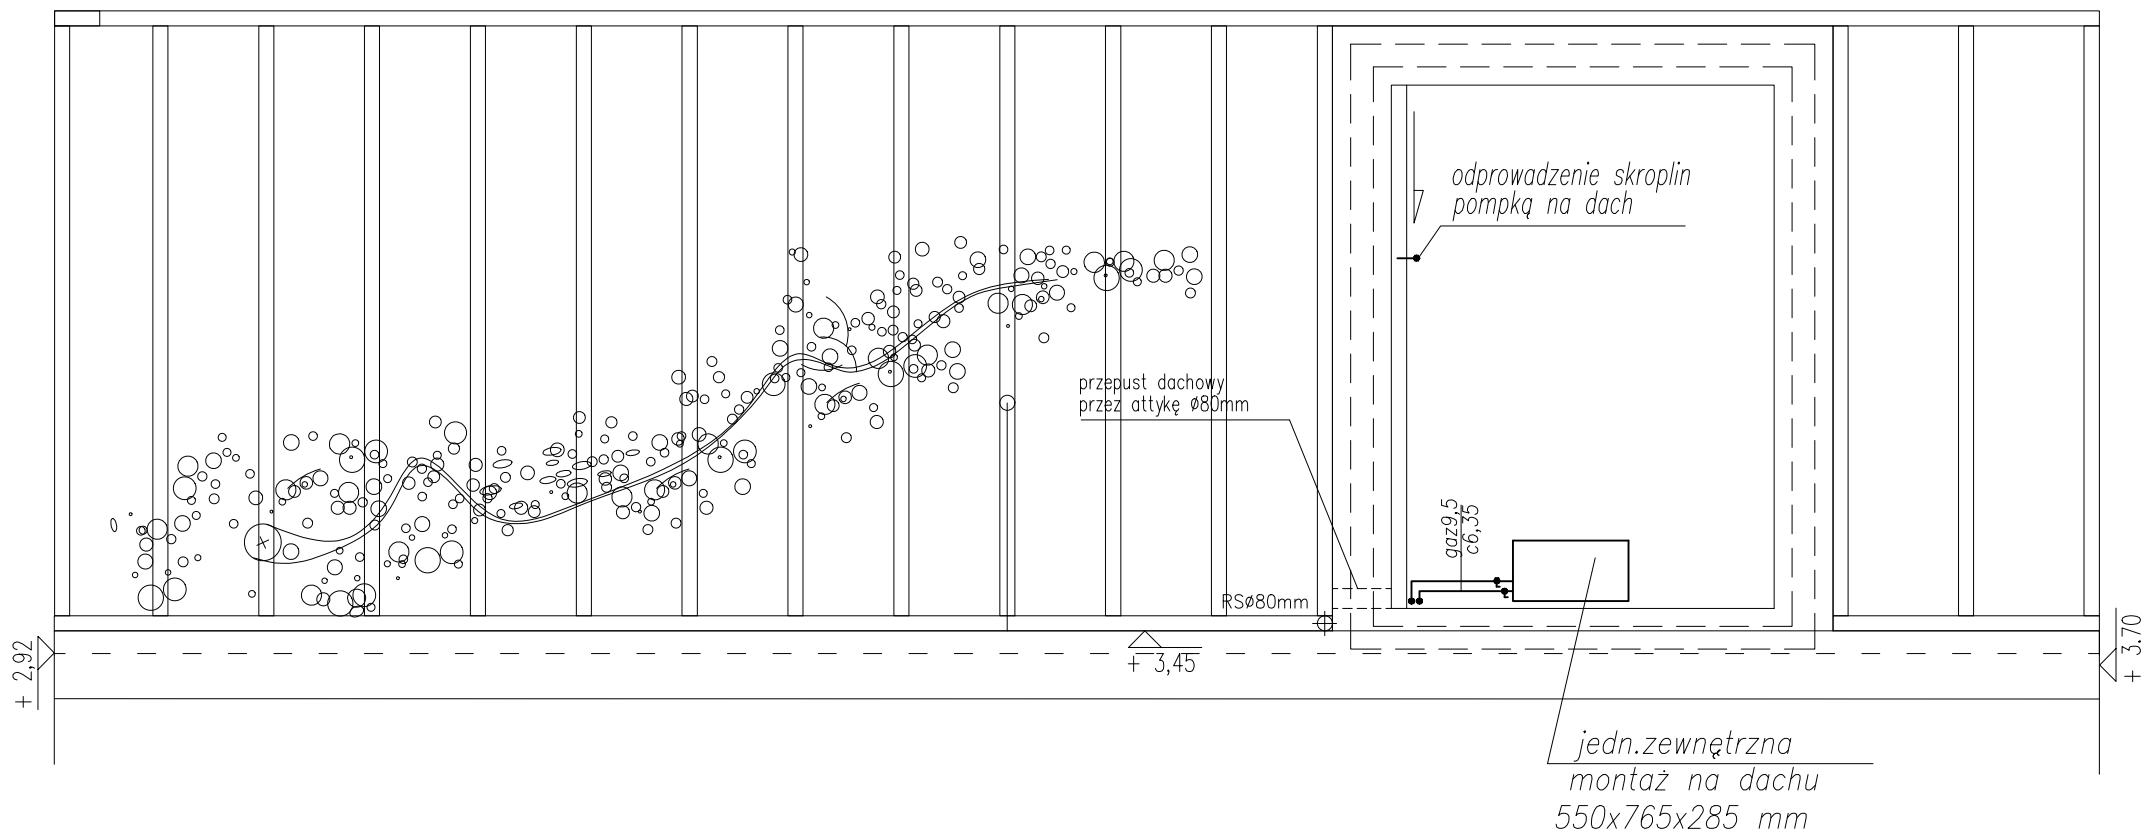 odprowadzenie skroplin
pompką na dach
przepust dachowy
przez attykę ø80mm
gaz9,5
c6,35
RSø80mm
+ 2,92
+ 3,45
+ 3.70
jedn.zewnętrzna
montaż na dachu
550x765x285 mm